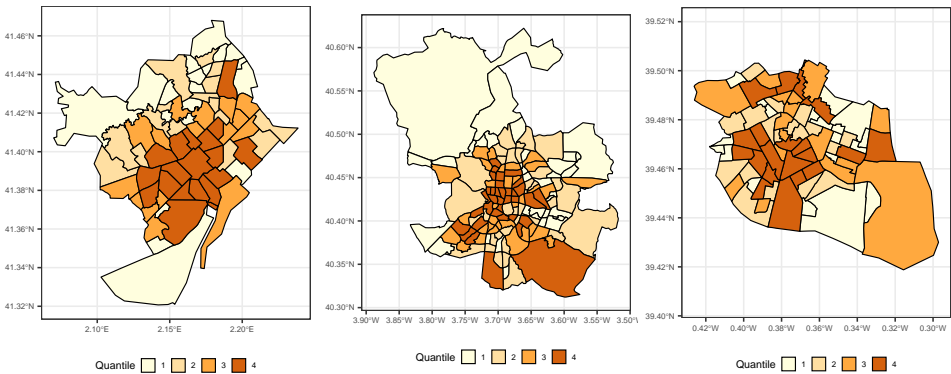 41.46°N
41.44°N
41.42°N
41.40°N
41.38°N
41.36°N
41.34°N
41.32°N
2.10°E 2.15°E 2.20°E
Quantile 1 2 3 4
40.60°N
40.55°N
40.50°N
40.45°N
40.40°N
40.35°N
40.30°N
3.90°W 3.85°W 3.80°W 3.75°W 3.70°W 3.65°W 3.60°W 3.55°W 3.50°W
Quantile 1 2 3 4
39.52°N
39.50°N
39.48°N
39.46°N
39.44°N
39.42°N
39.40°N
0.42°W 0.40°W 0.38°W 0.36°W 0.34°W 0.32°W 0.30°W
Quantile 1 2 3 4